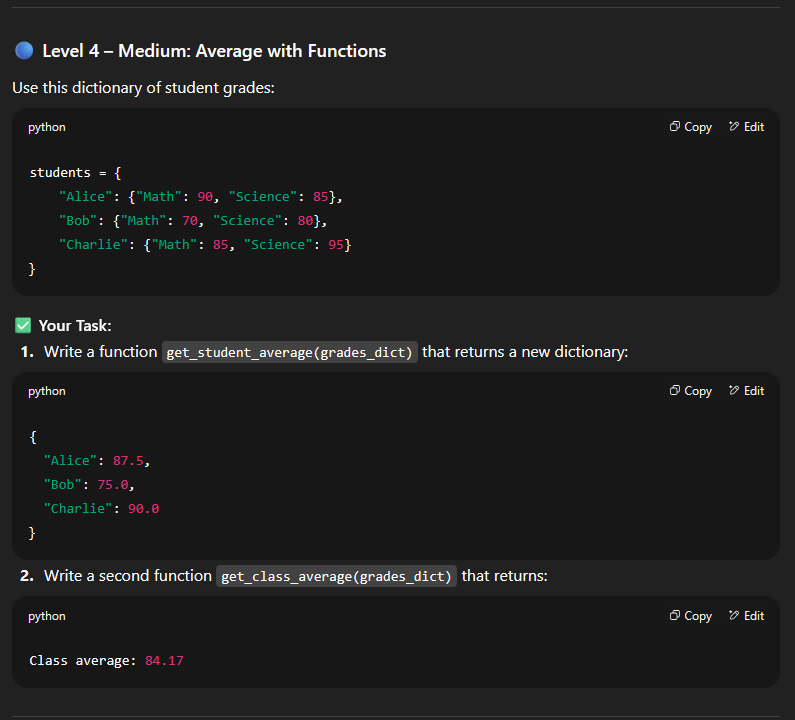 Level 4 – Medium: Average with Functions
Use this dictionary of student grades:
python
Copy
Edit
students = {
    "Alice": {"Math": 90, "Science": 85},
    "Bob": {"Math": 70, "Science": 80},
    "Charlie": {"Math": 85, "Science": 95}
}
Your Task:
1. Write a function get_student_average(grades_dict) that returns a new dictionary:
python
Copy
Edit
{
  "Alice": 87.5,
  "Bob": 75.0,
  "Charlie": 90.0
}
2. Write a second function get_class_average(grades_dict) that returns:
python
Copy
Edit
Class average: 84.17